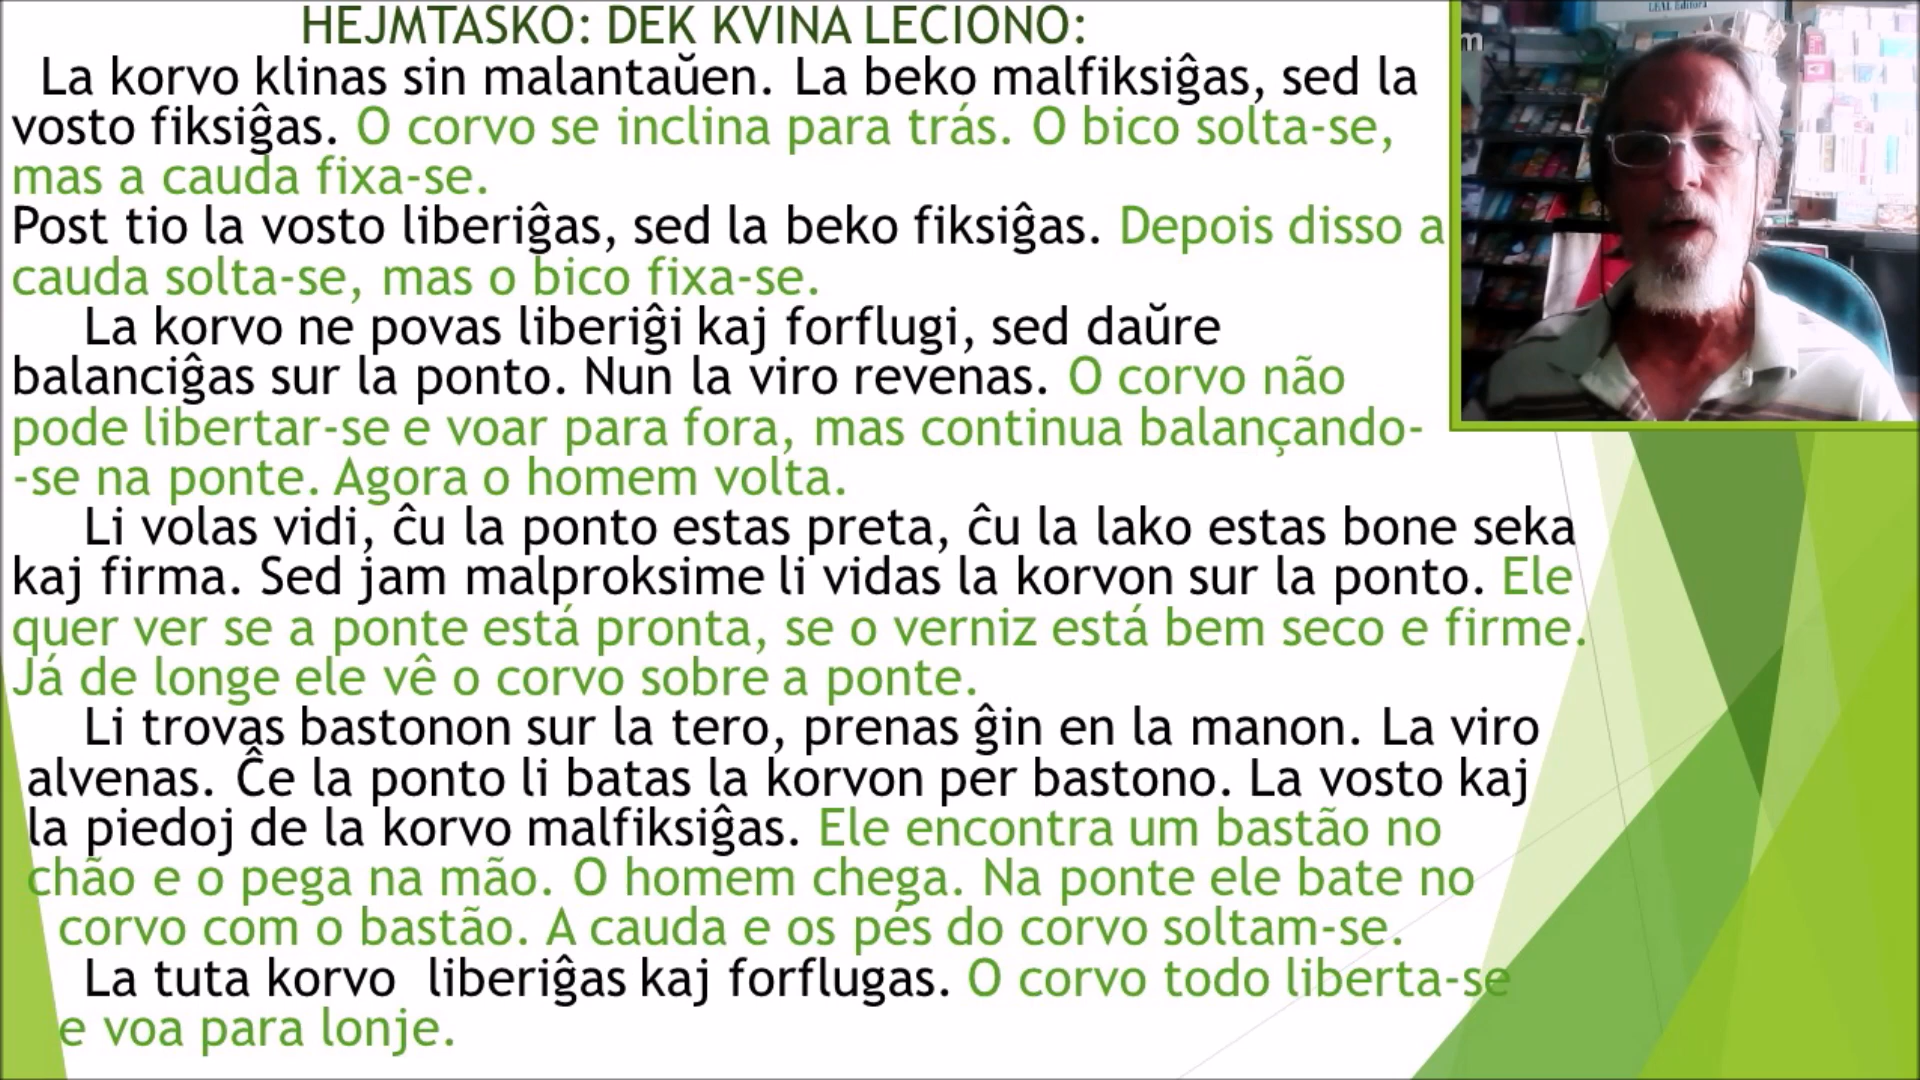 HEJMTASKO: DEK KVINA LECIONO:
La korvo klinas sin malantaŭen. La beko malfiksiĝas, sed la
vosto fiksiĝas. O corvo se inclina para trás. O bico solta-se,
mas a cauda fixa-se.
Post tio la vosto liberiĝas, sed la beko fiksiĝas. Depois disso a
cauda solta-se, mas o bico fixa-se.
La korvo ne povas liberiĝi kaj forflugi, sed daŭre
balanciĝas sur la ponto. Nun la viro revenas. O corvo não
pode libertar-se e voar para fora, mas continua balançando-
-se na ponte. Agora o homem volta.
Li volas vidi, ĉu la ponto estas preta, ĉu la lako estas bone seka
kaj firma. Sed jam malproksime li vidas la korvon sur la ponto. Ele
quer ver se a ponte está pronta, se o verniz está bem seco e firme.
Já de longe ele vê o corvo sobre a ponte.
Li trovas bastonon sur la tero, prenas ĝin en la manon. La viro
alvenas. Ĉe la ponto li batas la korvon per bastono. La vosto kaj
la piedoj de la korvo malfiksiĝas. Ele encontra um bastão no
chão e o pega na mão. O homem chega. Na ponte ele bate no
corvo com o bastão. A cauda e os pés do corvo soltam-se.
La tuta korvo liberiĝas kaj forflugas. O corvo todo liberta-se
e voa para lonje.
LEAL Editora
m